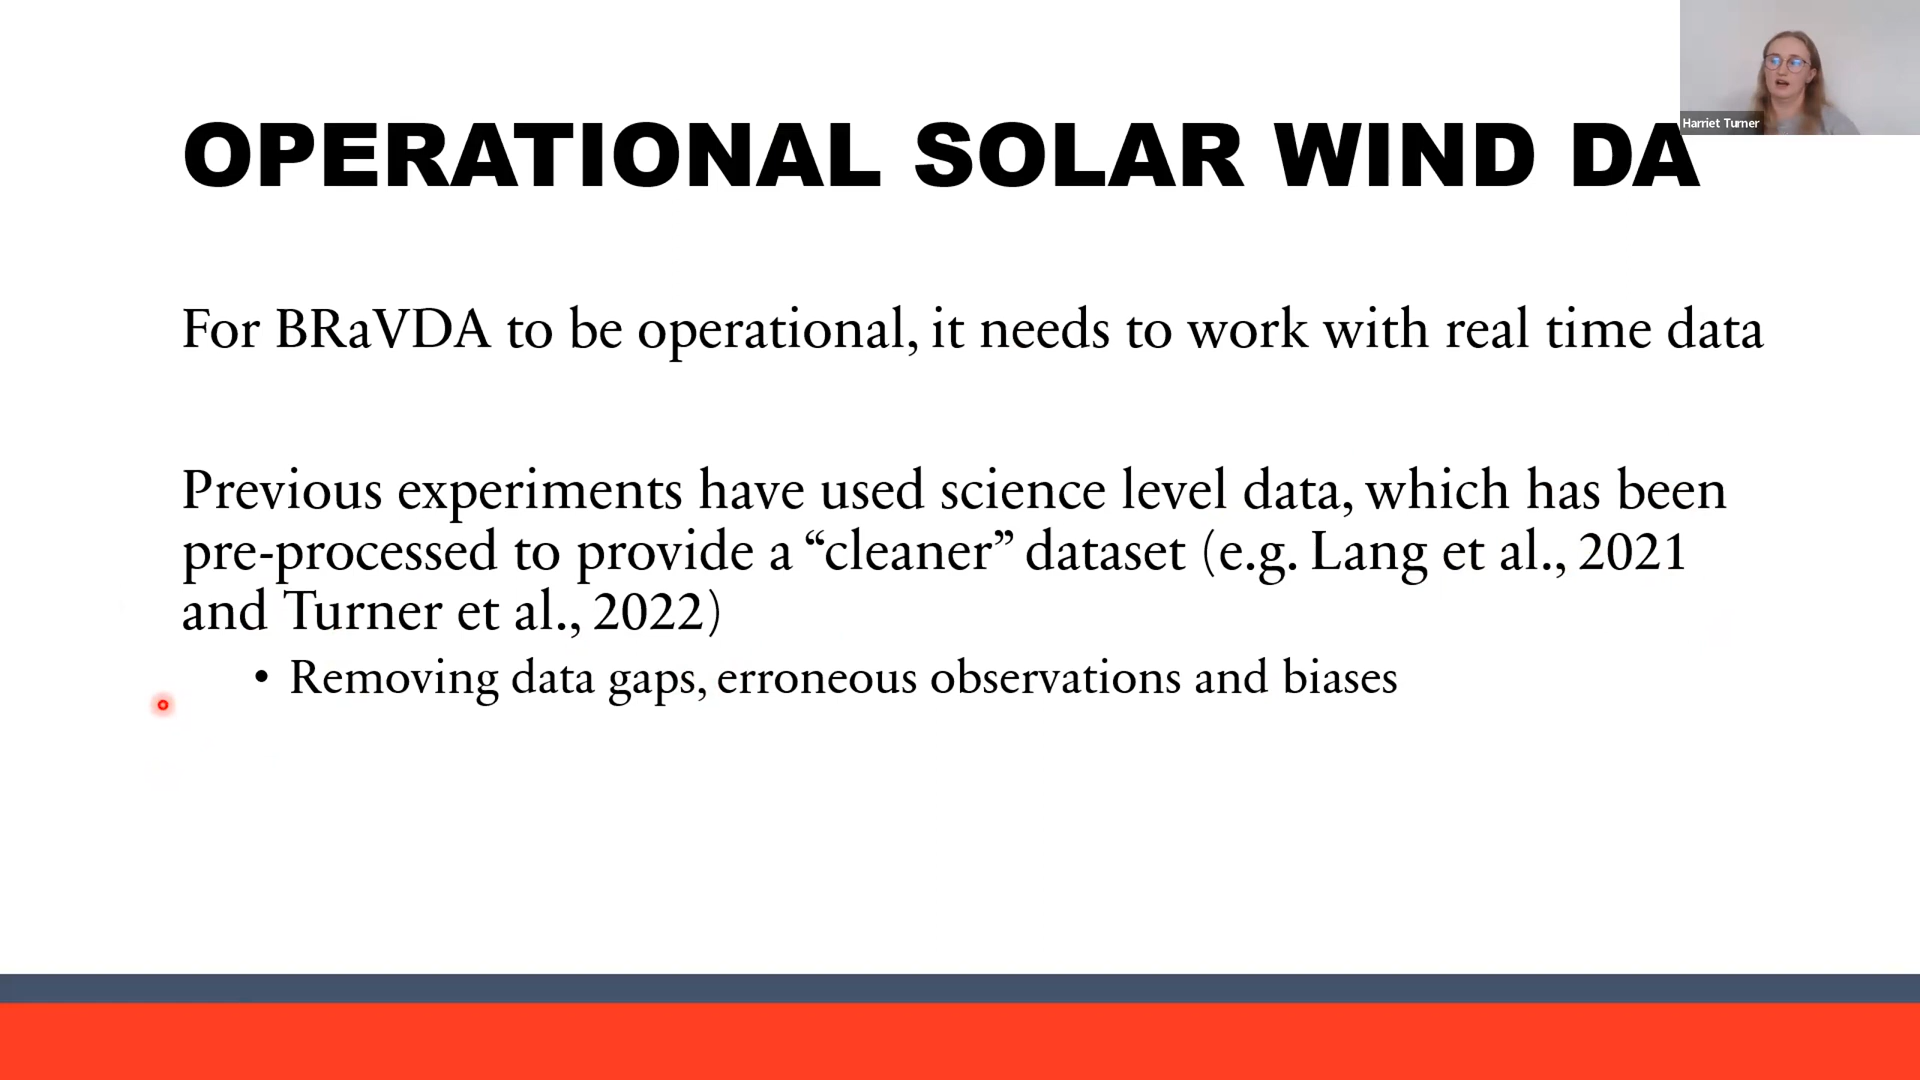 Harriet Turner
OPERATIONAL SOLAR WIND DA
For BRaVDA to be operational, it needs to work with real time data
Previous experiments have used science level data, which has been
pre-processed to provide a “cleaner” dataset (e.g. Lang et al., 2021
and Turner et al., 2022)
• Removing data gaps, erroneous observations and biases